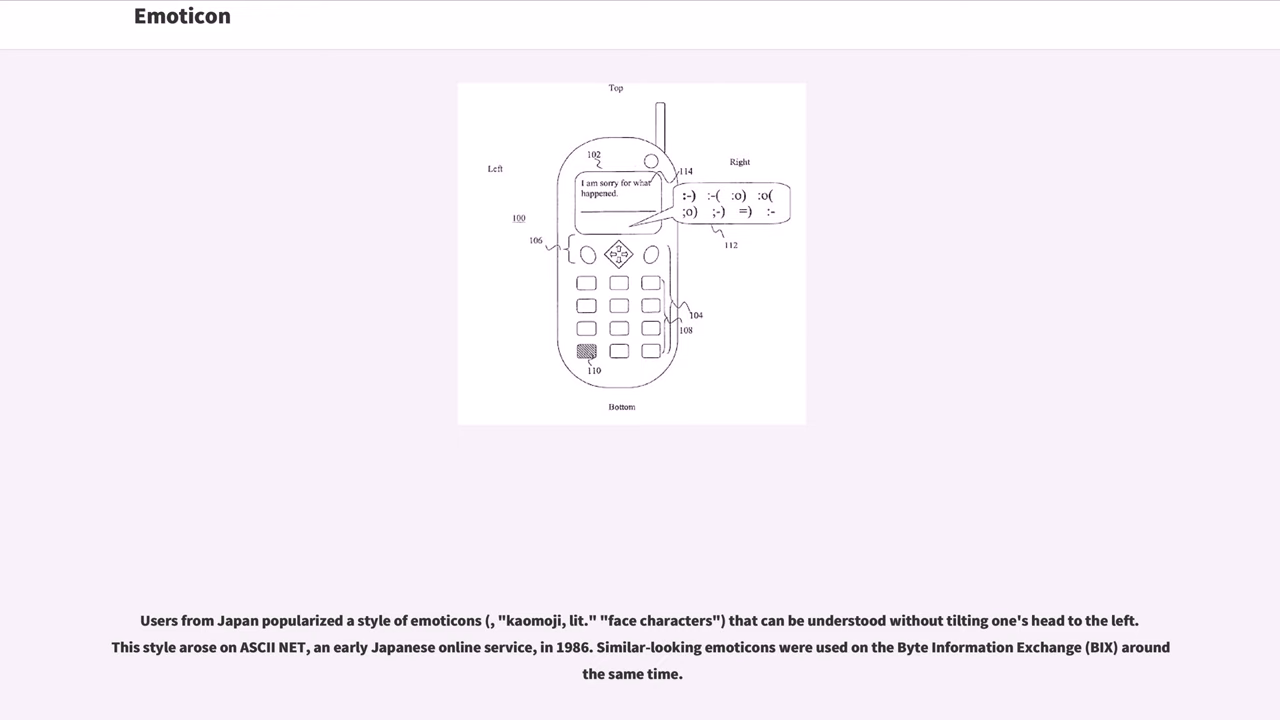 Emoticon
Top
Left
Right
102
114
I am sorry for what
happened.
:-) :-( :o) :o(
;o) ;-) =) :-
100
106
112
104
108
110
Bottom
Users from Japan popularized a style of emoticons (, "kaomoji, lit." "face characters") that can be understood without tilting one's head to the left.
This style arose on ASCII NET, an early Japanese online service, in 1986. Similar-looking emoticons were used on the Byte Information Exchange (BIX) around
the same time.